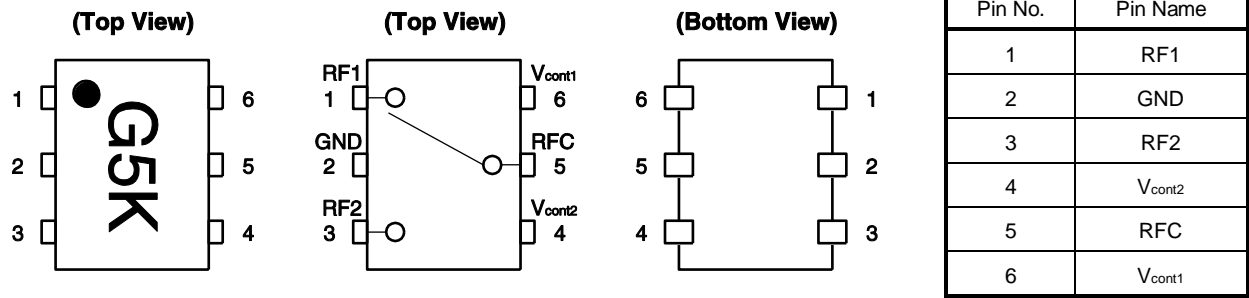 (Top View)
1
2
3
G5K
6
5
4
(Top View)
RF1
1
GND
2
RF2
3
Vcont1
6
RFC
5
Vcont2
4
(Bottom View)
6
5
4
1
2
3
Pin No. Pin Name
1 RF1
2 GND
3 RF2
4 Vcont2
5 RFC
6 Vcont1